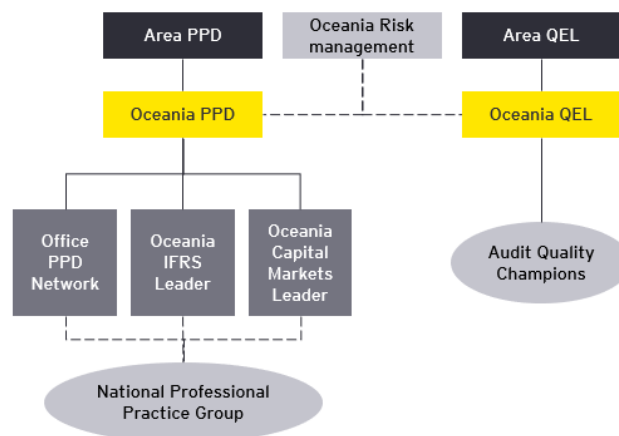 Area PPD
Oceania Risk
management
Area QEL
Oceania PPD
Oceania QEL
Office
PPD
Network
Oceania
IFRS
Leader
Oceania
Capital
Markets
Leader
Audit Quality
Champions
National Professional
Practice Group